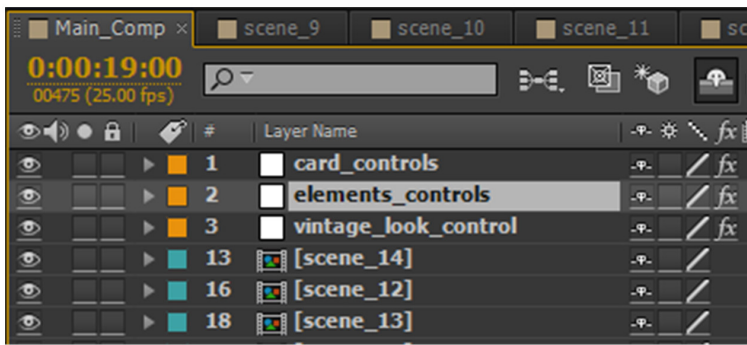 Main_Comp × scene_9 scene_10 scene_11 sc
0:00:19:00
00475 (25.00 fps)
# Layer Name fx
1 card_controls fx
2 elements_controls fx
3 vintage_look_control fx
13 [scene_14]
16 [scene_12]
18 [scene_13]